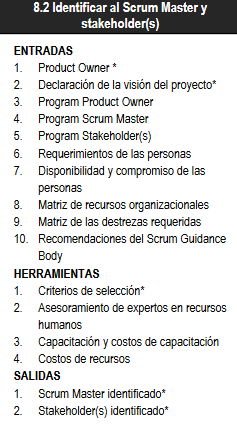 8.2 Identificar al Scrum Master y
stakeholder(s)
ENTRADAS
1. Product Owner *
2. Declaración de la visión del proyecto*
3. Program Product Owner
4. Program Scrum Master
5. Program Stakeholder(s)
6. Requerimientos de las personas
7. Disponibilidad y compromiso de las
personas
8. Matriz de recursos organizacionales
9. Matriz de las destrezas requeridas
10. Recomendaciones del Scrum Guidance
Body
HERRAMIENTAS
1. Criterios de selección*
2. Asesoramiento de expertos en recursos
humanos
3. Capacitación y costos de capacitación
4. Costos de recursos
SALIDAS
1. Scrum Master identificado*
2. Stakeholder(s) identificado*